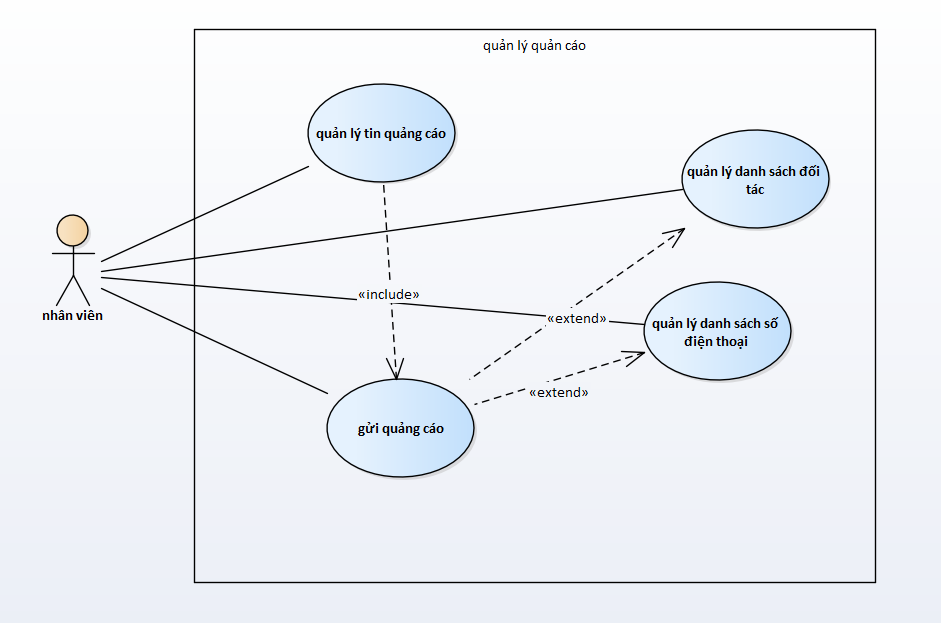 quản lý quản cáo
quản lý tin quảng cáo
quản lý danh sách đối
tác
nhân viên
«include»
«extend»
quản lý danh sách số
điện thoại
«extend»
gửi quảng cáo